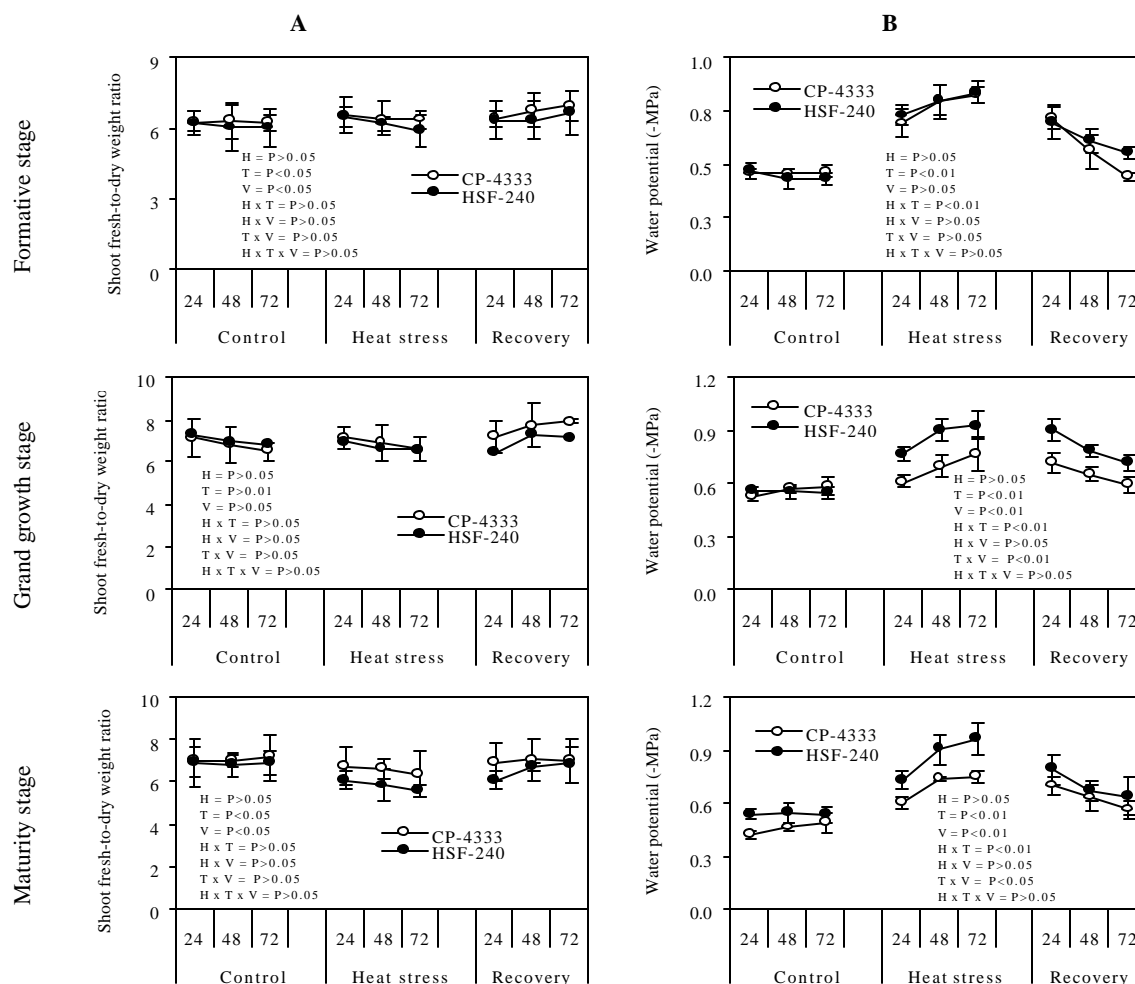 A
B
Formative stage
Shoot fresh-to-dry weight ratio
9
6
3
0
H = P>0.05
T = P<0.05
V = P<0.05
H x T = P>0.05
H x V = P>0.05
T x V = P>0.05
H x T x V = P>0.05
CP-4333
HSF-240
24 48 72 24 48 72 24 48 72
Control Heat stress Recovery
Water potential (-MPa)
1.0
0.8
0.5
0.3
0.0
CP-4333
HSF-240
H = P>0.05
T = P<0.01
V = P>0.05
H x T = P<0.01
H x V = P>0.05
T x V = P>0.05
H x T x V = P>0.05
24 48 72 24 48 72 24 48 72
Control Heat stress Recovery
Grand growth stage
Shoot fresh-to-dry weight ratio
10
8
6
4
2
0
H = P>0.05
T = P>0.01
V = P>0.05
H x T = P>0.05
H x V = P>0.05
T x V = P>0.05
H x T x V = P>0.05
CP-4333
HSF-240
24 48 72 24 48 72 24 48 72
Control Heat stress Recovery
Water potential (-MPa)
1.2
0.9
0.6
0.3
0.0
CP-4333
HSF-240
H = P>0.05
T = P<0.01
V = P<0.01
H x T = P<0.01
H x V = P>0.05
T x V = P<0.01
H x T x V = P>0.05
24 48 72 24 48 72 24 48 72
Control Heat stress Recovery
Maturity stage
Shoot fresh-to-dry weight ratio
10
8
6
4
2
0
H = P>0.05
T = P<0.05
V = P<0.05
H x T = P>0.05
H x V = P>0.05
T x V = P>0.05
H x T x V = P>0.05
CP-4333
HSF-240
24 48 72 24 48 72 24 48 72
Control Heat stress Recovery
Water potential (-MPa)
1.2
0.9
0.6
0.3
0.0
CP-4333
HSF-240
H = P>0.05
T = P<0.01
V = P<0.01
H x T = P<0.01
H x V = P>0.05
T x V = P<0.05
H x T x V = P>0.05
24 48 72 24 48 72 24 48 72
Control Heat stress Recovery